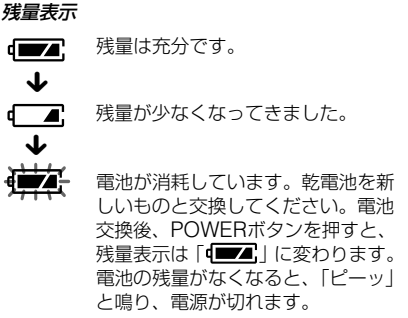 残量表示
残量は充分です。
残量が少なくなってきました。
電池が消耗しています。乾電池を新
しいものと交換してください。電池
交換後、POWERボタンを押すと、
残量表示は「」に変わります。
電池の残量がなくなると、「ピーッ」
と鳴り、電源が切れます。